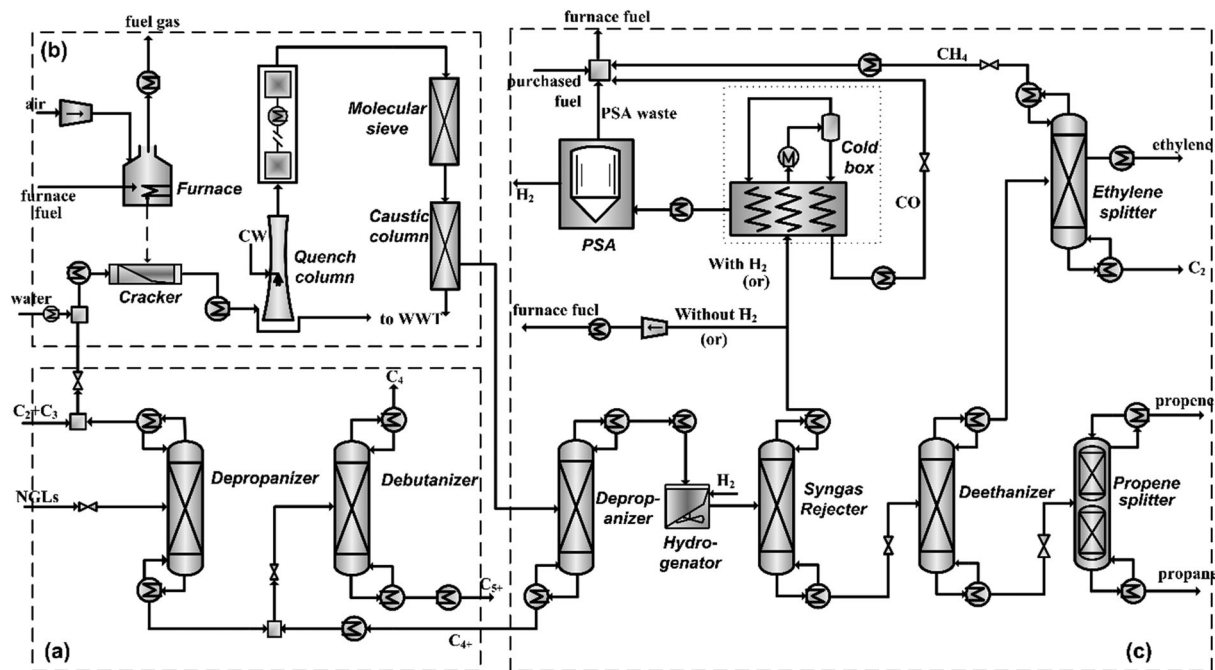 (b)
fuel gas
air
furnace
fuel
Furnace
Molecular
sieve
CW
Quench
column
Caustic
column
water
Cracker
to WWT
(a)
C₂+C₃
NGLs
Depropanizer
C₄
Debutanizer
C₅₊
C₄₊
(c)
furnace fuel
purchased
fuel
PSA waste
H₂
PSA
Cold
box
CO
CH₄
ethylene
Ethylene
splitter
C₂
With H₂
(or)
furnace fuel
Without H₂
(or)
Deprop-
anizer
H₂
Hydro-
genator
Syngas
Rejecter
Deethanizer
propene
Propene
splitter
propane